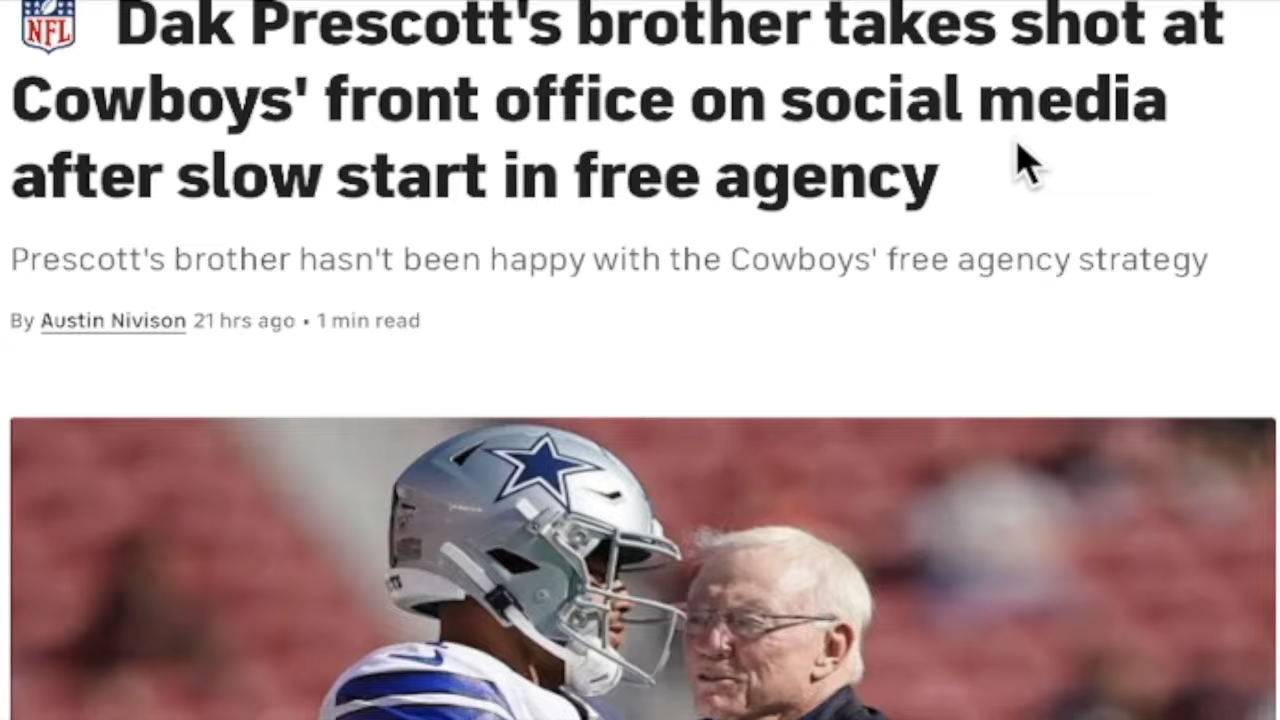 NFL
Dak Prescott's brother takes shot at
Cowboys' front office on social media
after slow start in free agency
Prescott's brother hasn't been happy with the Cowboys' free agency strategy
By Austin Nivison 21 hrs ago • 1 min read